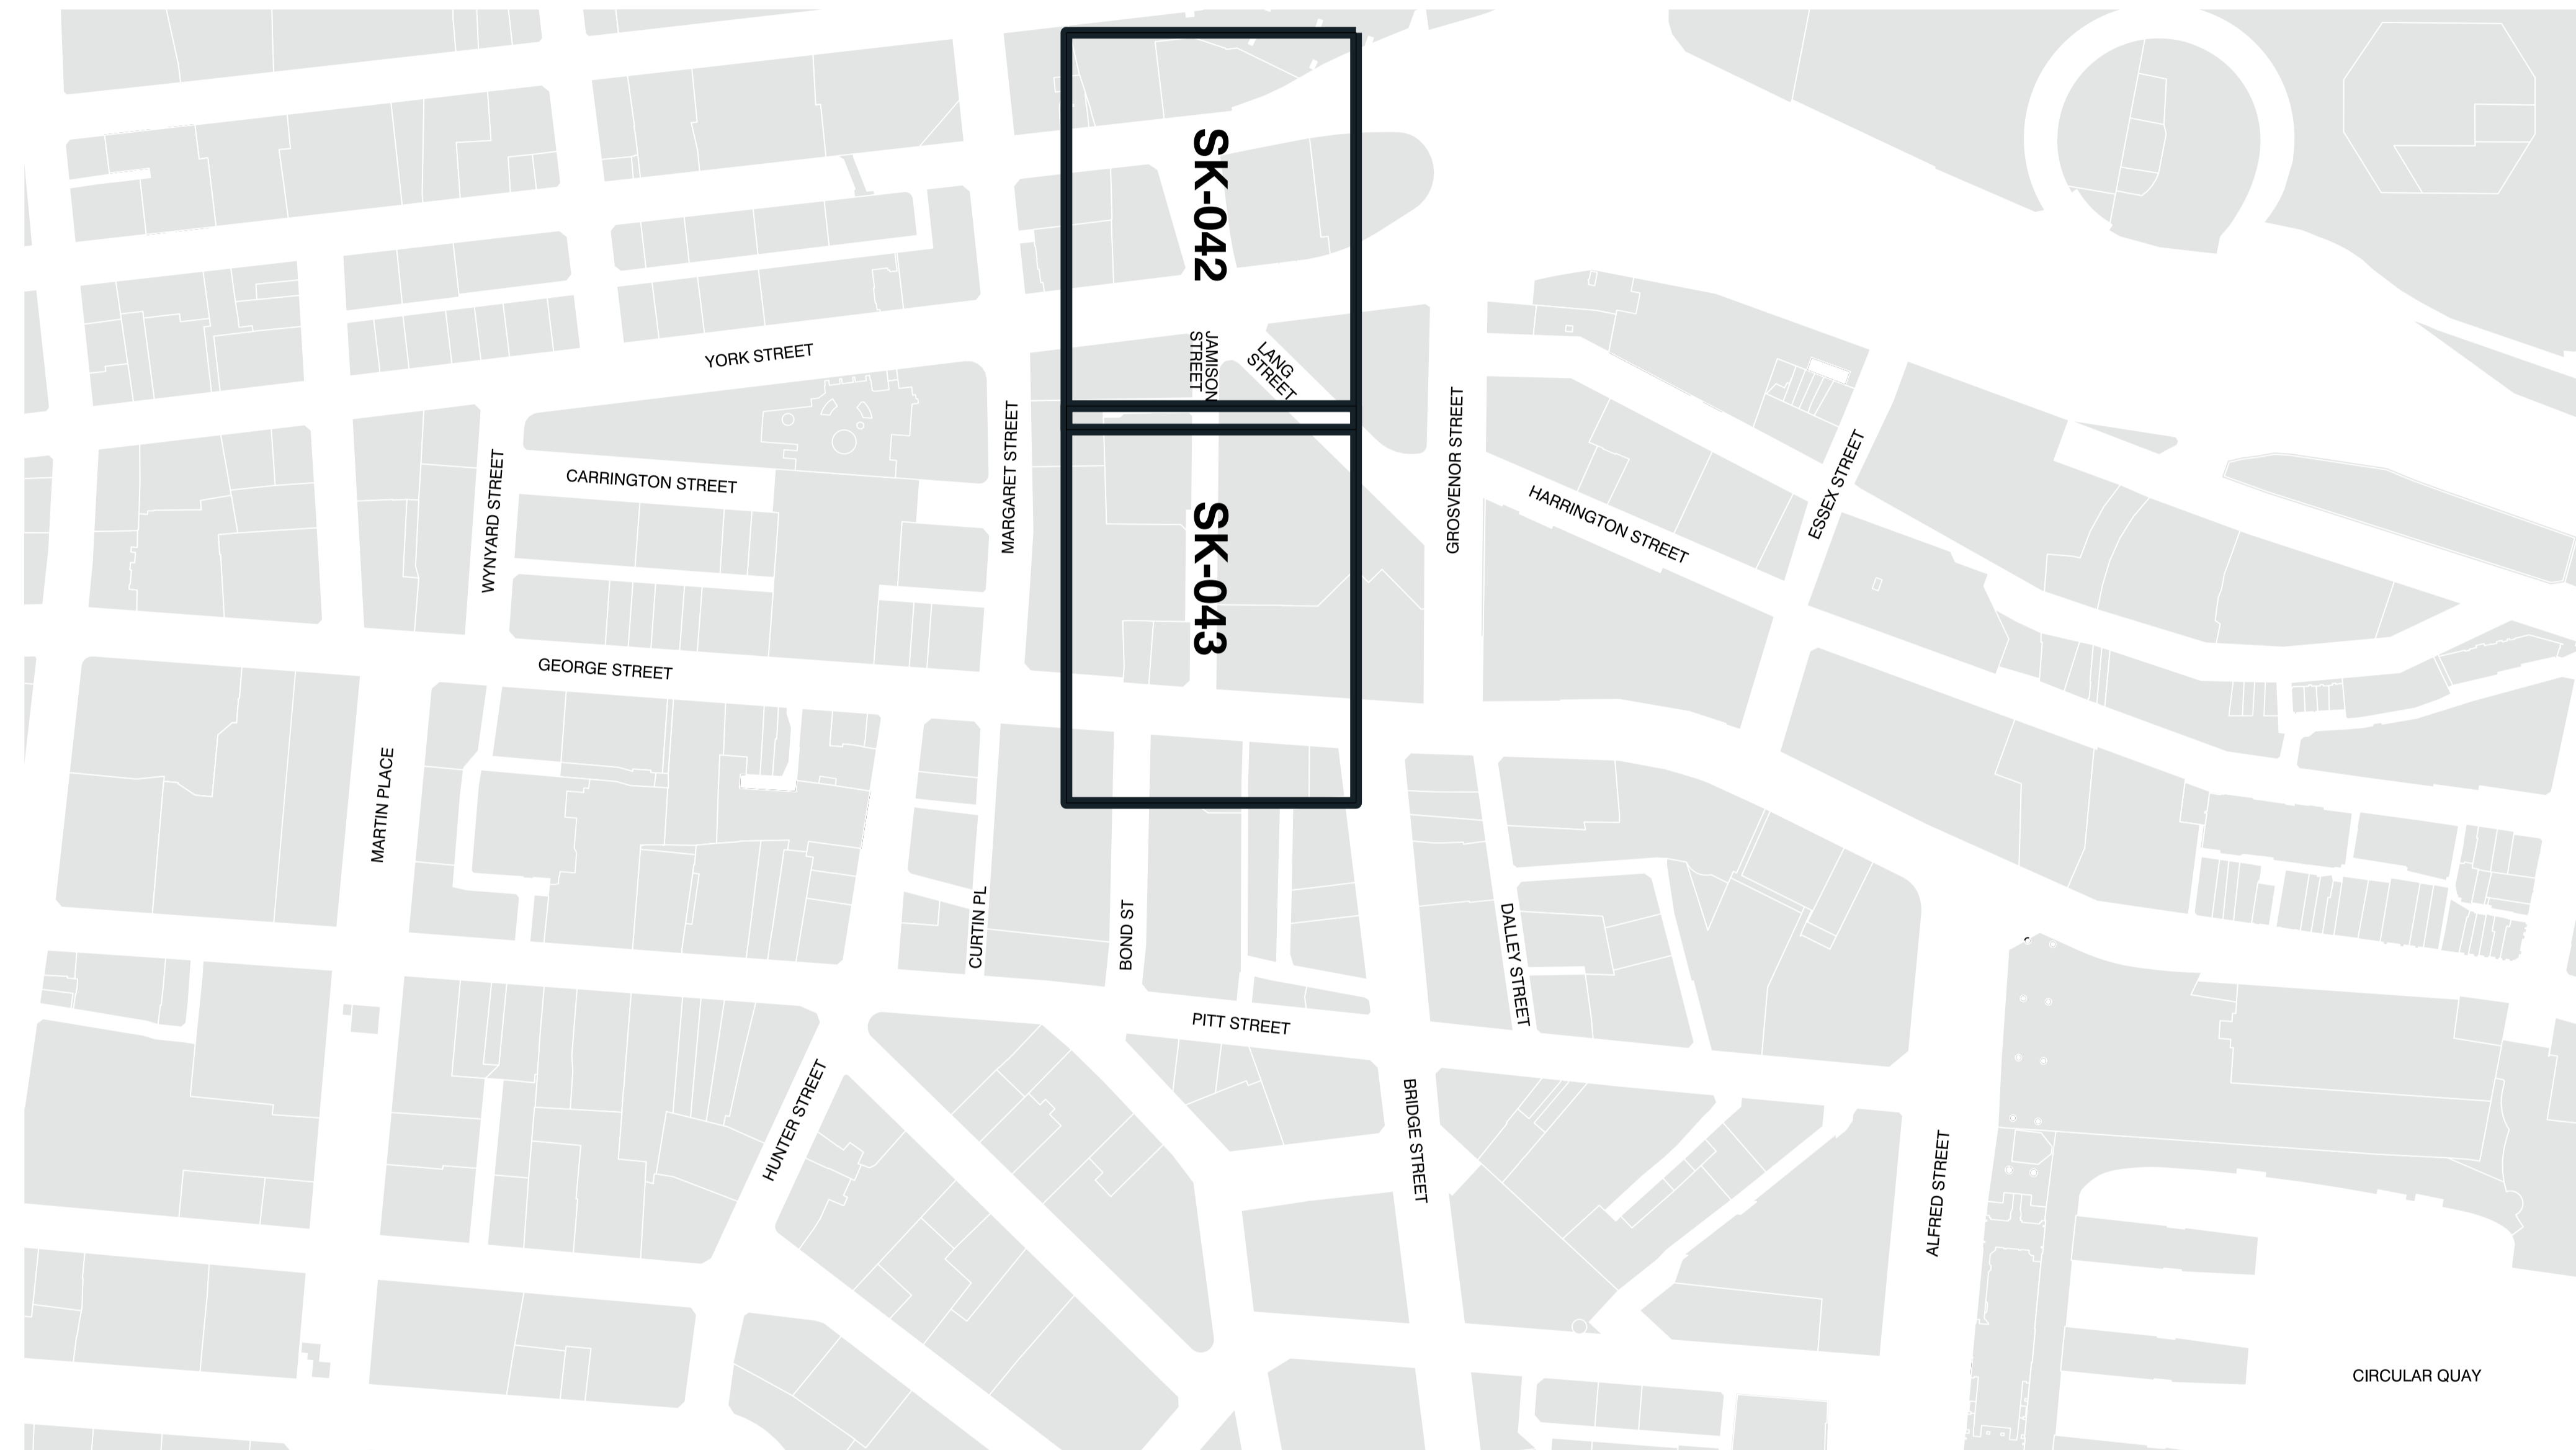 SK-042
YORK STREET
JAMISON
STREET
LANG
STREET
CARRINGTON STREET
WYNYARD STREET
MARGARET STREET
GROSVENOR STREET
HARRINGTON STREET
ESSEX STREET
SK-043
GEORGE STREET
MARTIN PLACE
CURTIN PL
BOND ST
DALLEY STREET
PITT STREET
HUNTER STREET
BRIDGE STREET
ALFRED STREET
CIRCULAR QUAY